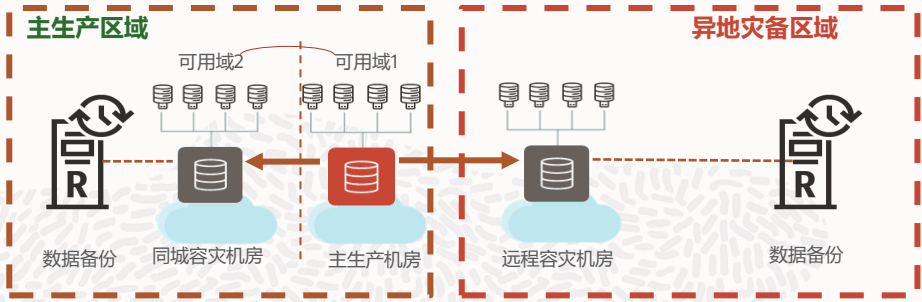 主生产区域
异地灾备区域
可用域2
可用域1
R
R
数据备份
同城容灾机房
主生产机房
远程容灾机房
数据备份